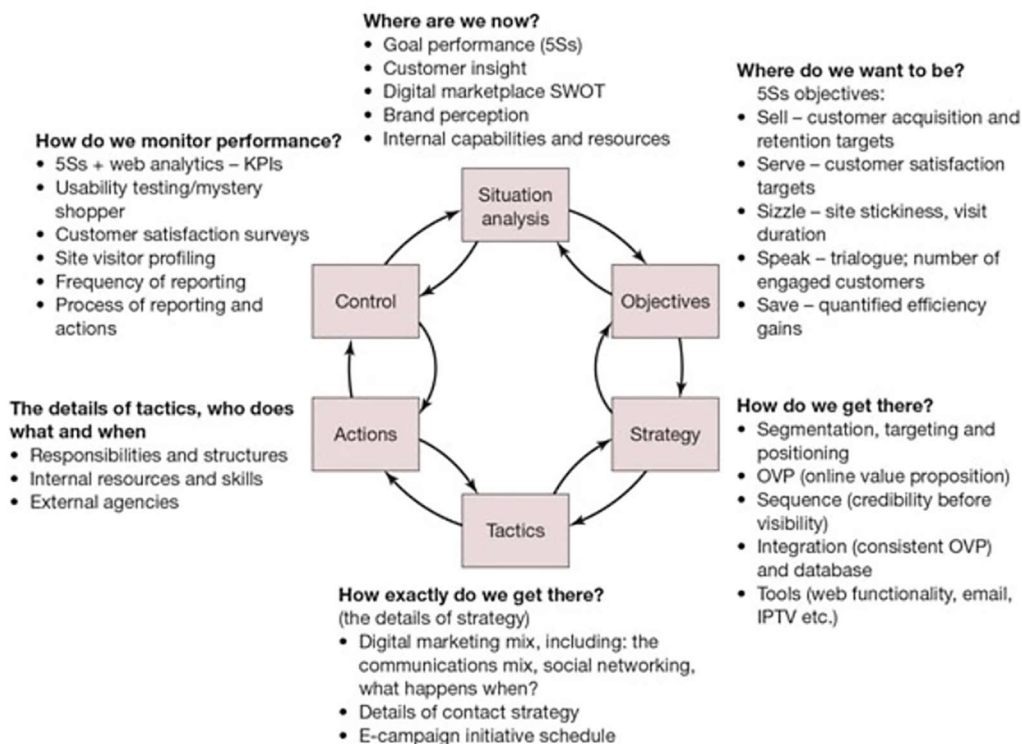 Where are we now?
• Goal performance (5Ss)
• Customer insight
• Digital marketplace SWOT
• Brand perception
• Internal capabilities and resources
Where do we want to be?
5Ss objectives:
• Sell – customer acquisition and
retention targets
• Serve – customer satisfaction
targets
• Sizzle – site stickiness, visit
duration
• Speak – trialogue; number of
engaged customers
• Save – quantified efficiency
gains
How do we monitor performance?
• 5Ss + web analytics – KPIs
• Usability testing/mystery
shopper
• Customer satisfaction surveys
• Site visitor profiling
• Frequency of reporting
• Process of reporting and
actions
Situation
analysis
Control
Objectives
Actions
Strategy
Tactics
The details of tactics, who does
what and when
• Responsibilities and structures
• Internal resources and skills
• External agencies
How do we get there?
• Segmentation, targeting and
positioning
• OVP (online value proposition)
• Sequence (credibility before
visibility)
• Integration (consistent OVP)
and database
• Tools (web functionality, email,
IPTV etc.)
How exactly do we get there?
(the details of strategy)
• Digital marketing mix, including: the
communications mix, social networking,
what happens when?
• Details of contact strategy
• E-campaign initiative schedule